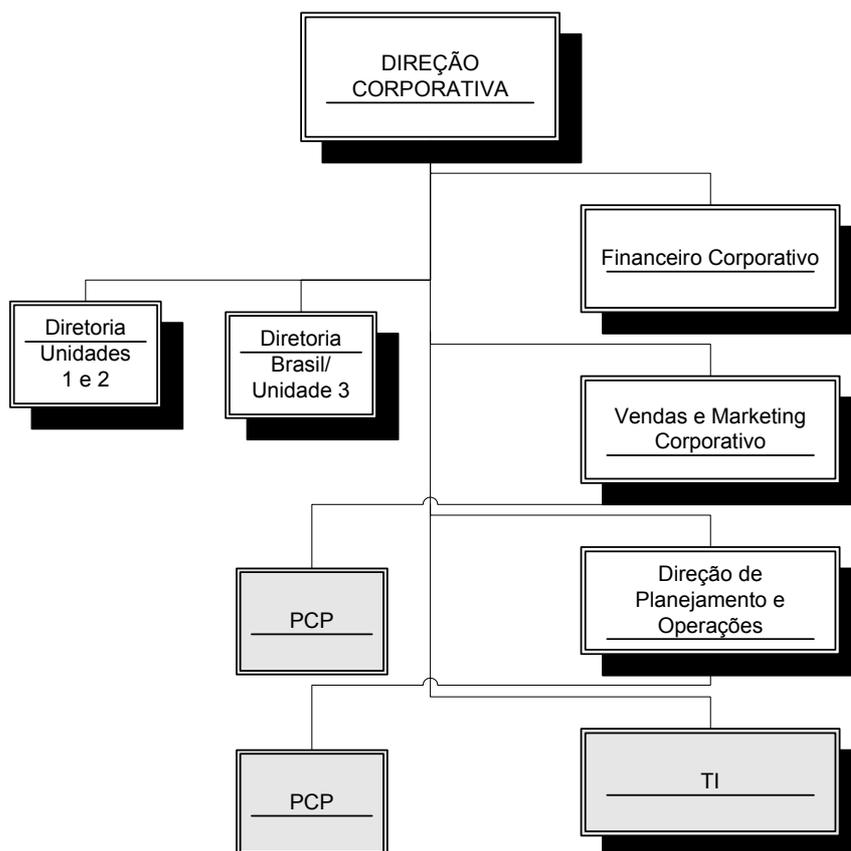 DIREÇÃO
CORPORATIVA
Financeiro Corporativo
Diretoria
Unidades
1 e 2
Diretoria
Brasil/
Unidade 3
Vendas e Marketing
Corporativo
Direção de
Planejamento e
Operações
PCP
TI
PCP